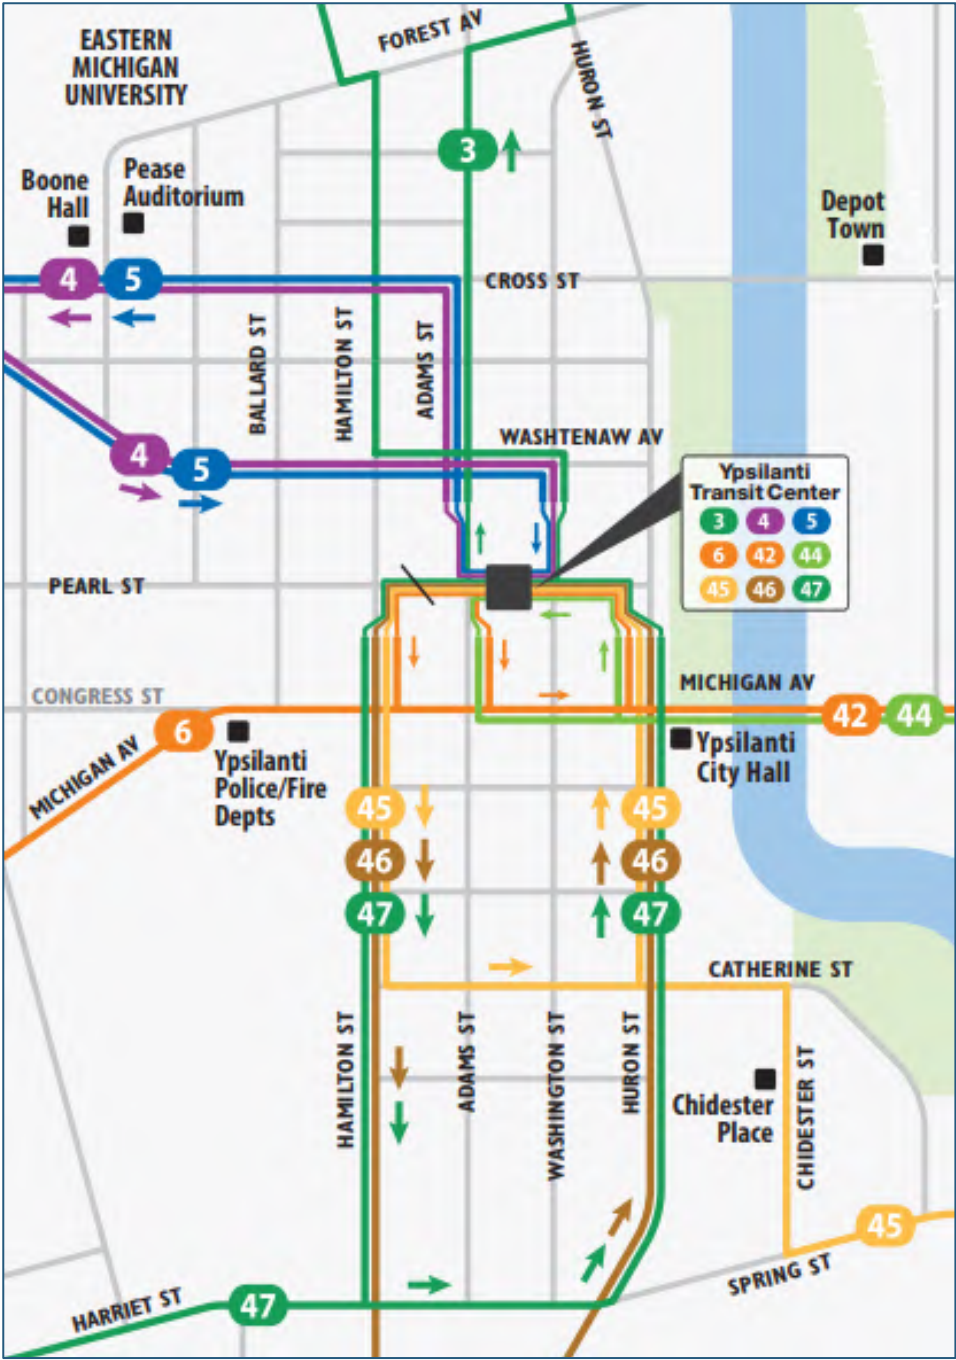 FOREST AV
EASTERN
MICHIGAN
UNIVERSITY
HURON ST
3
Boone
Hall
Pease
Auditorium
Depot
Town
4
5
CROSS ST
BALLARD ST
HAMILTON ST
ADAMS ST
WASHTENAW AV
4
5
Ypsilanti
Transit Center
3 4 5
6 42 44
45 46 47
PEARL ST
CONGRESS ST
MICHIGAN AV
42
44
6
MICHIGAN AV
Ypsilanti
Police/Fire
Depts
Ypsilanti
City Hall
45
45
46
46
47
47
CATHERINE ST
HAMILTON ST
ADAMS ST
WASHINGTON ST
HURON ST
Chidester
Place
CHIDESTER ST
45
SPRING ST
HARRIET ST
47